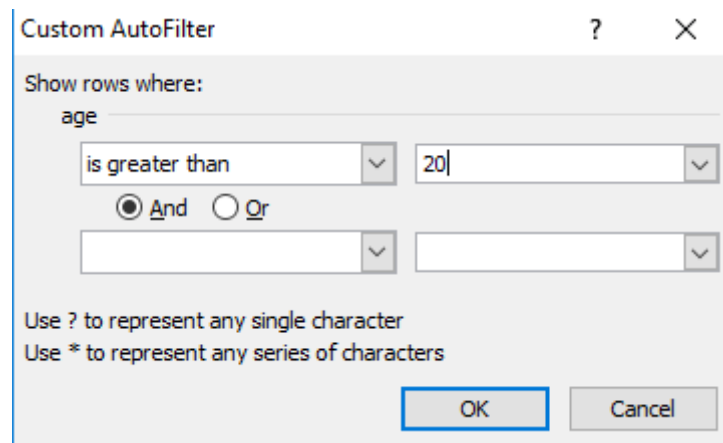 Custom AutoFilter ?
Show rows where:
age
is greater than 20
And Or
Use ? to represent any single character
Use * to represent any series of characters
OK Cancel